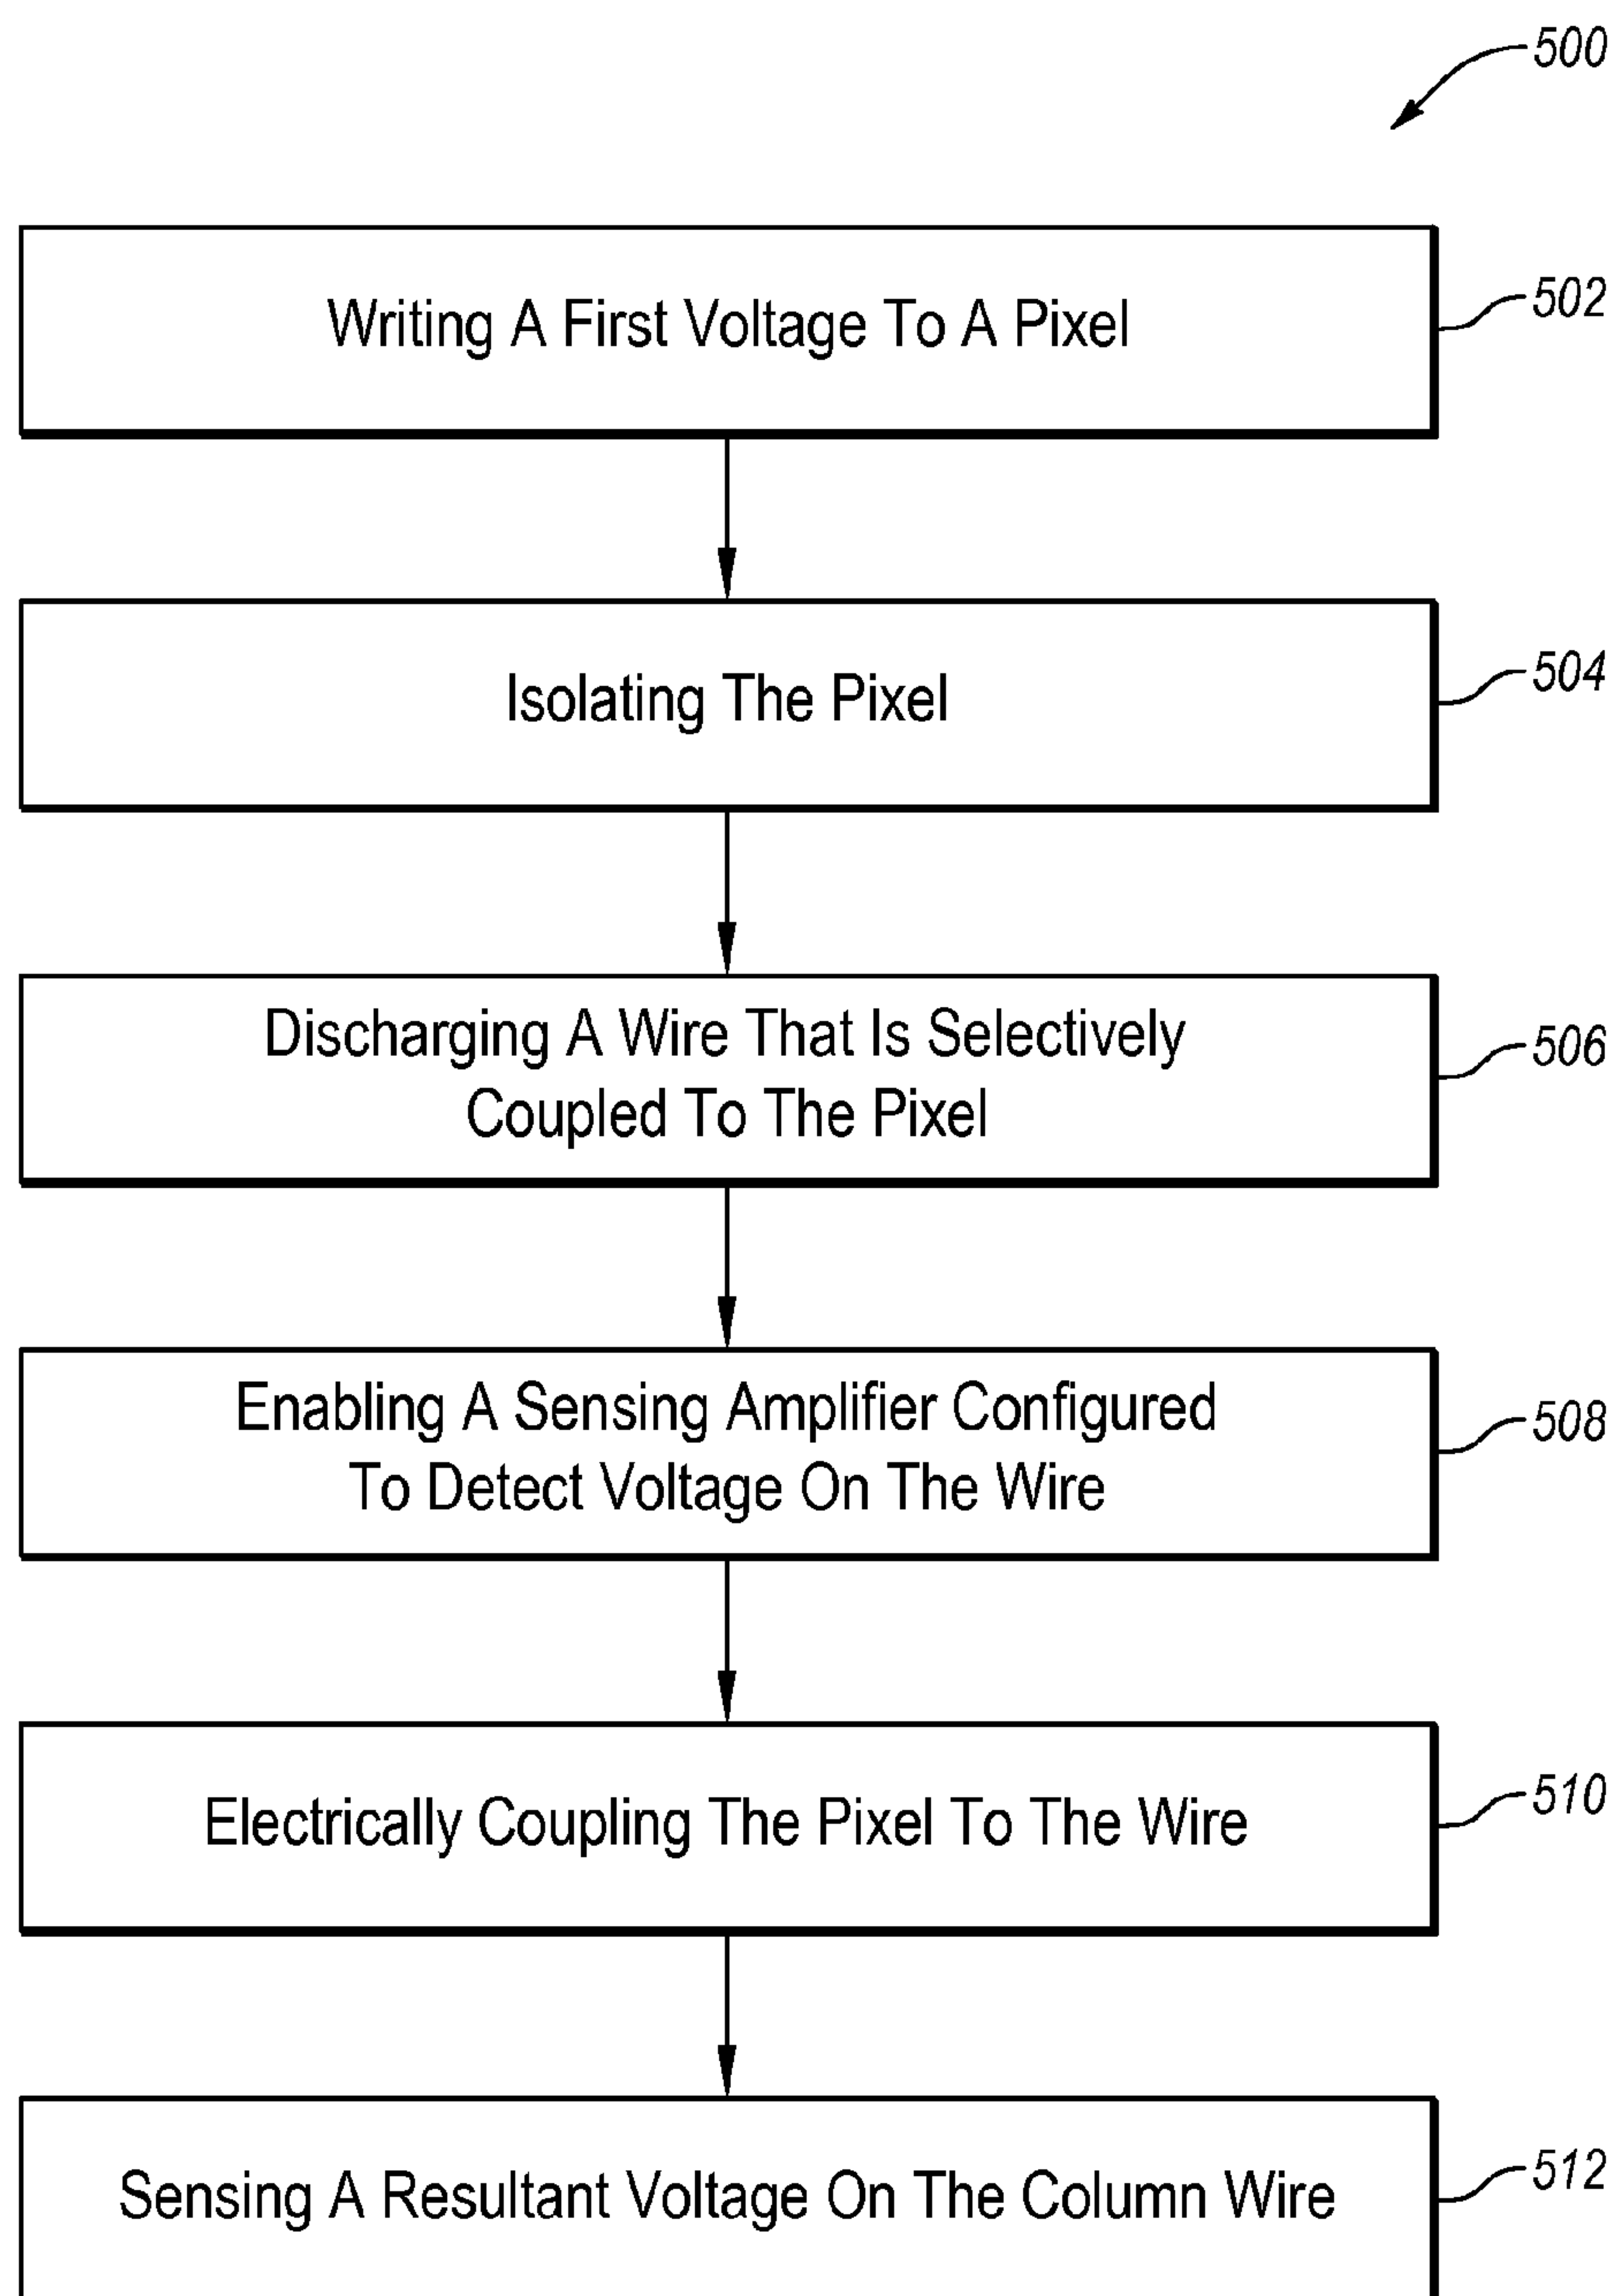 500
Writing A First Voltage To A Pixel
502
Isolating The Pixel
504
Discharging A Wire That Is Selectively
Coupled To The Pixel
506
Enabling A Sensing Amplifier Configured
To Detect Voltage On The Wire
508
Electrically Coupling The Pixel To The Wire
510
Sensing A Resultant Voltage On The Column Wire
512